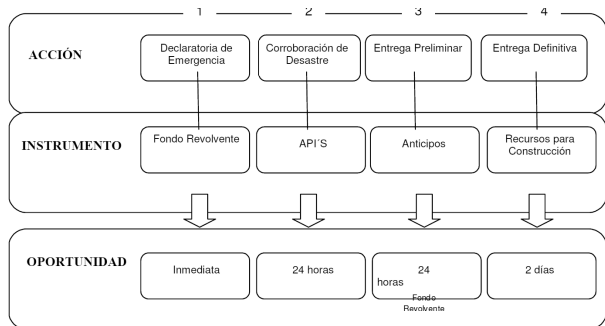 1 2 3 4
ACCIÓN
Declaratoria de
Emergencia
Corroboración de
Desastre
Entrega Preliminar
Entrega Definitiva
INSTRUMENTO
Fondo Revolvente
API´S
Anticipos
Recursos para
Construcción
OPORTUNIDAD
Inmediata
24 horas
24
horas
Fondo
Revolvente
2 días